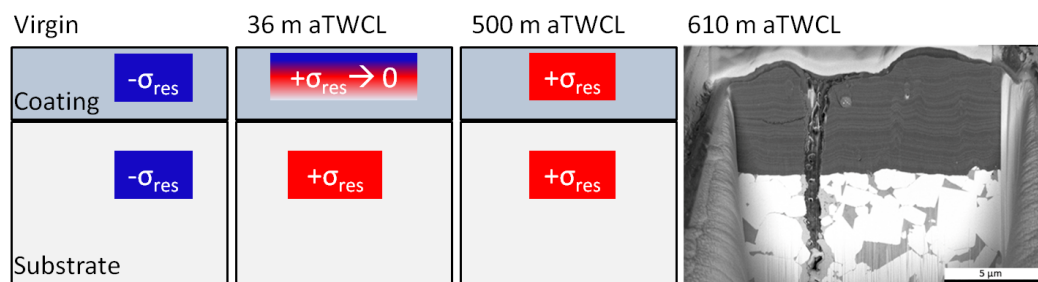 Virgin
36 m aTWCL
500 m aTWCL
610 m aTWCL
-σres
+σres→ 0
+σres
Coating
-σres
+σres
+σres
Substrate
5 μm